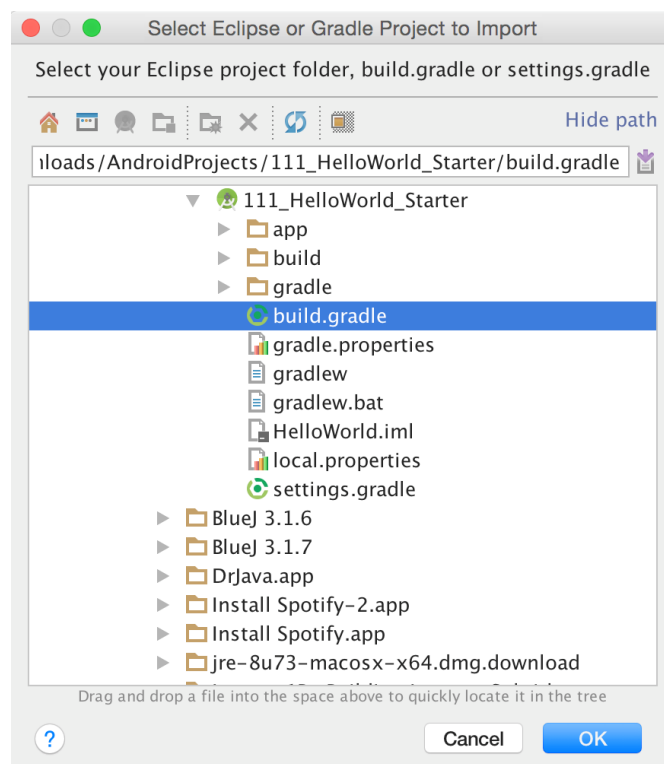 Select Eclipse or Gradle Project to Import
Select your Eclipse project folder, build.gradle or settings.gradle
Hide path
loads/AndroidProjects/111_HelloWorld_Starter/build.gradle
111_HelloWorld_Starter
app
build
gradle
build.gradle
gradle.properties
gradlew
gradlew.bat
HelloWorld.iml
local.properties
settings.gradle
BlueJ 3.1.6
BlueJ 3.1.7
DrJava.app
Install Spotify-2.app
Install Spotify.app
jre-8u73-macosx-x64.dmg.download
Drag and drop a file into the space above to quickly locate it in the tree
?
Cancel
OK